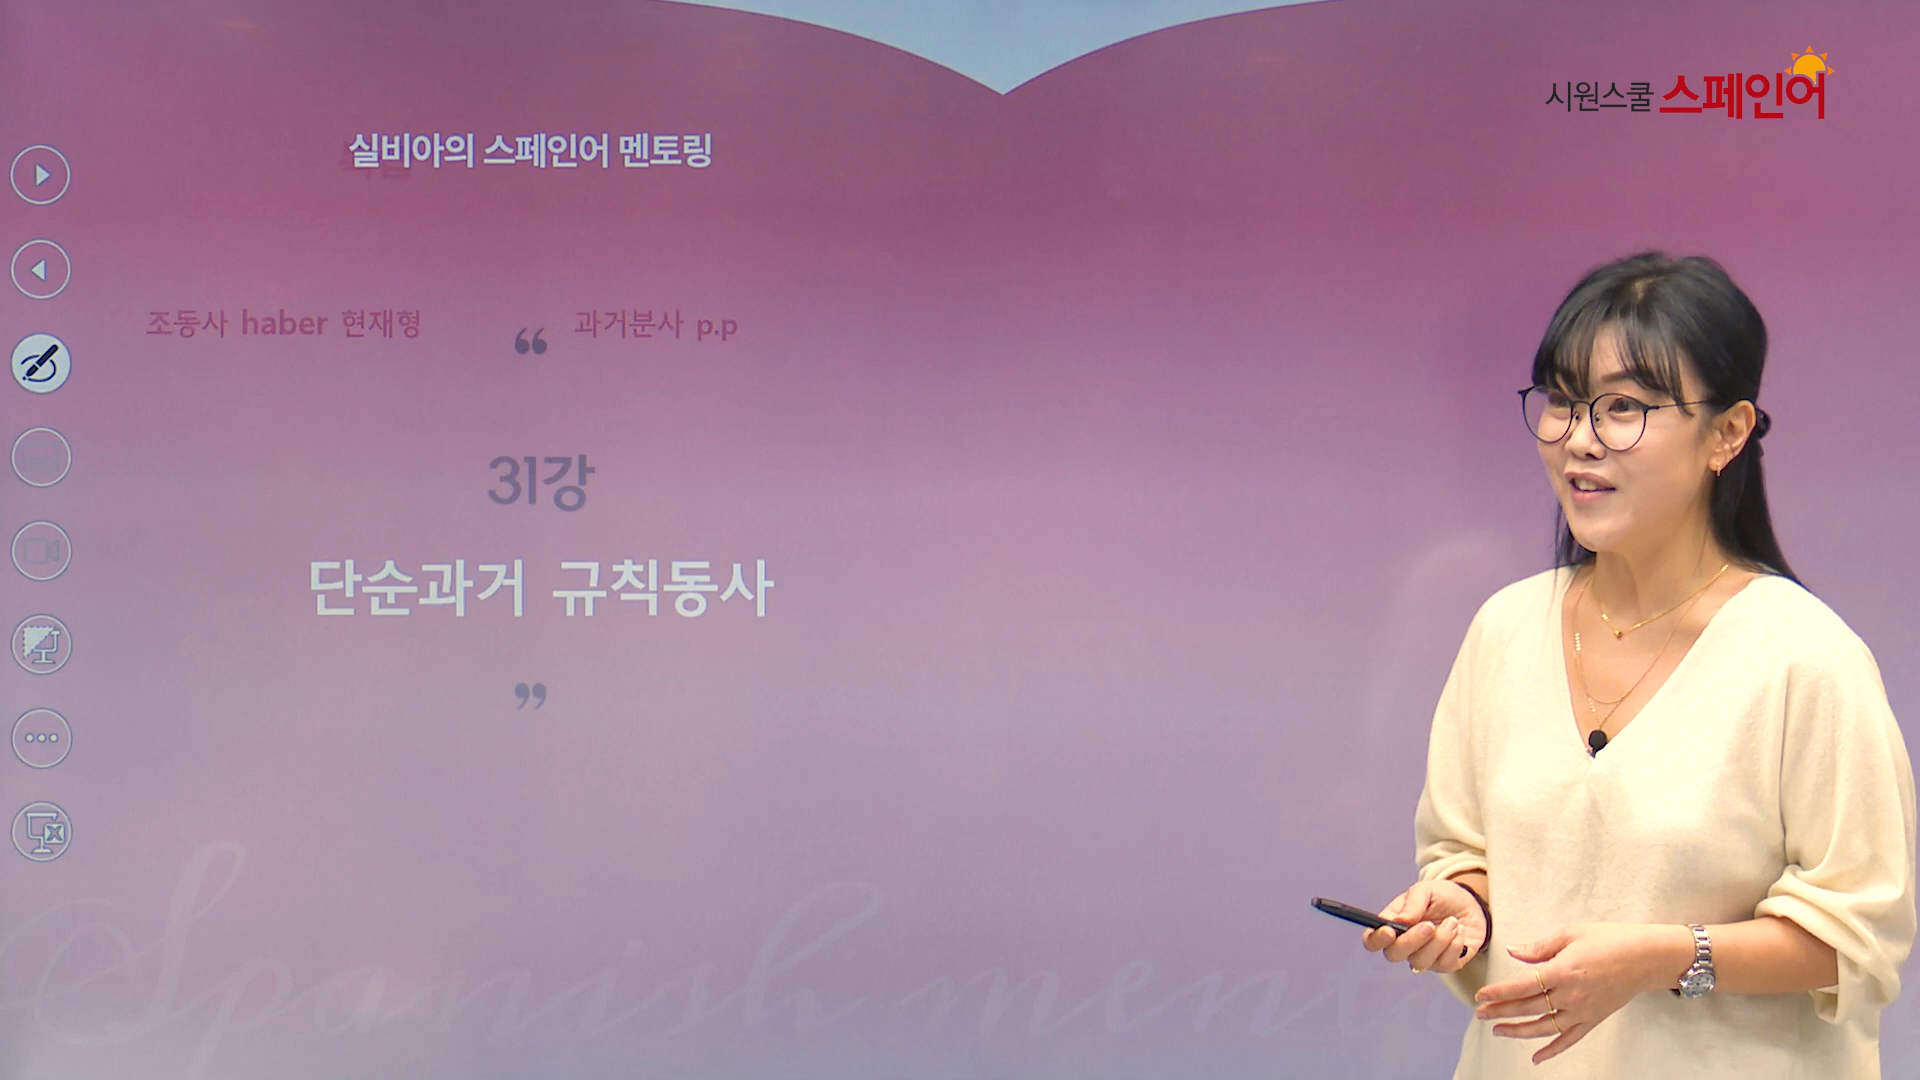 시원스쿨 스페인어
실비아의 스페인어 멘토링
조동사 haber 현재형
과거분사 p.p
“
31강
단순과거 규칙동사
”
Spanish ment